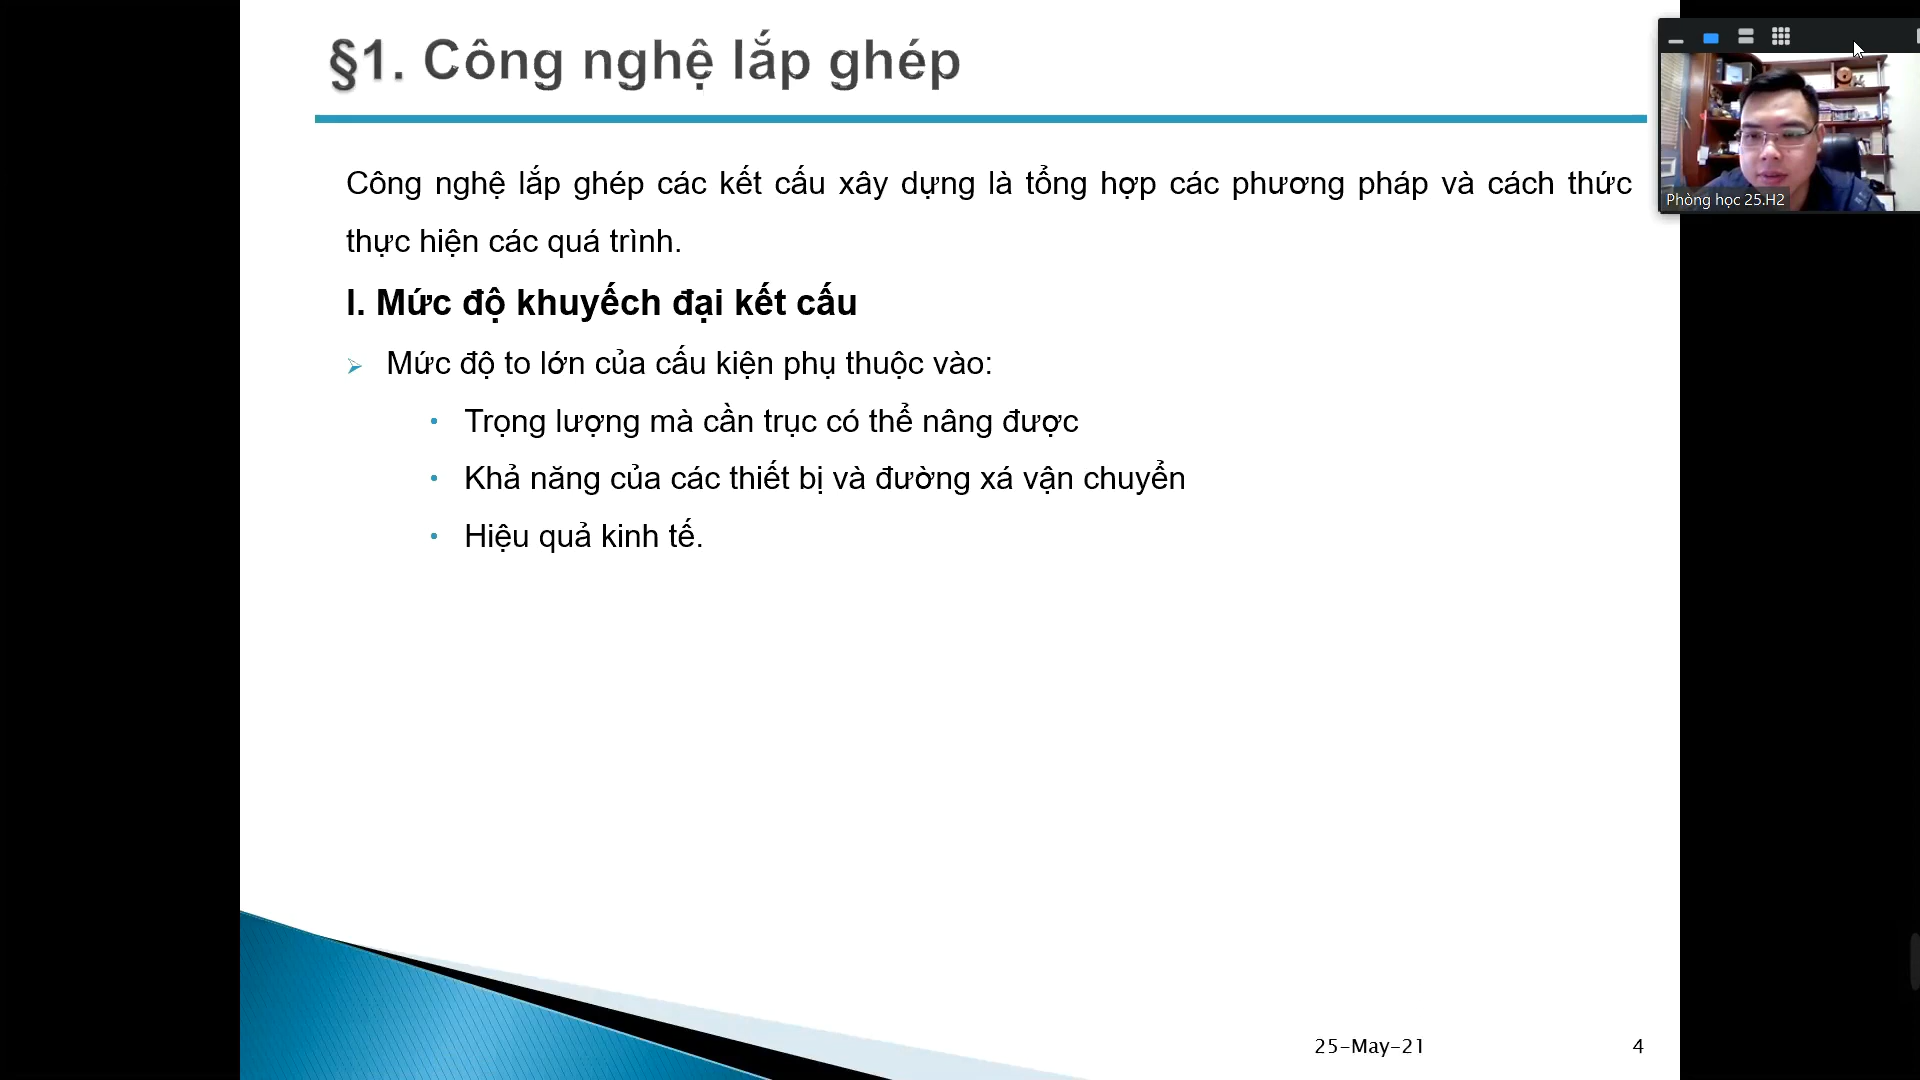 §1. Công nghệ lắp ghép
Công nghệ lắp ghép các kết cấu xây dựng là tổng hợp các phương pháp và cách thức
thực hiện các quá trình.
I. Mức độ khuyếch đại kết cấu
Mức độ to lớn của cấu kiện phụ thuộc vào:
• Trọng lượng mà cần trục có thể nâng được
• Khả năng của các thiết bị và đường xá vận chuyển
• Hiệu quả kinh tế.
Phòng học 25.H2
25-May-21
4